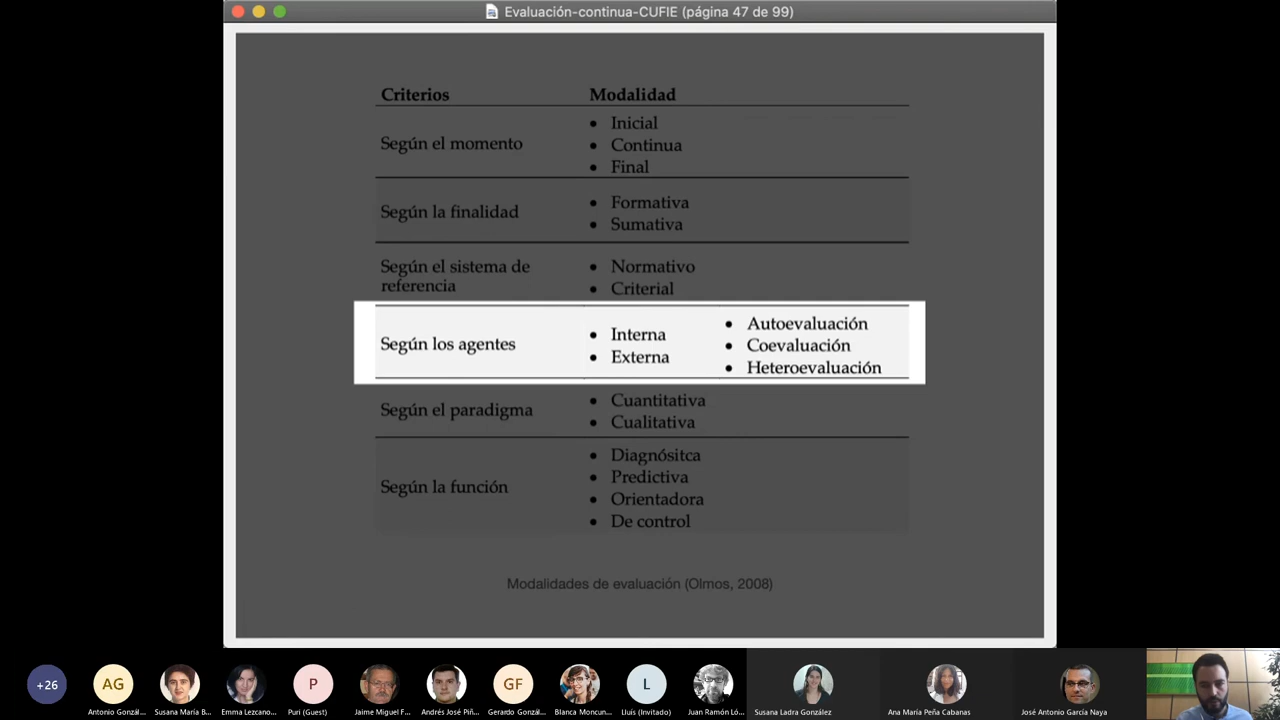 Evaluación-continua-CUFIE (página 47 de 99)
Criterios Modalidad
Según el momento
• Inicial
• Continua
• Final
Según la finalidad
• Formativa
• Sumativa
Según el sistema de
referencia
• Normativo
• Criterial
Según los agentes
• Interna
• Externa
• Autoevaluación
• Coevaluación
• Heteroevaluación
Según el paradigma
• Cuantitativa
• Cualitativa
Según la función
• Diagnósitca
• Predictiva
• Orientadora
• De control
Modalidades de evaluación (Olmos, 2008)
+26
AG
P
GF
L
Antonio Gonzál...
Susana María B...
Emma Lezcano...
Puri (Guest)
Jaime Miguel F...
Andrés José Piñ...
Gerardo Gonzál...
Blanca Moncun...
Lluís (Invitado)
Juan Ramón Ló...
Susana Ladra González
Ana María Peña Cabanas
José Antonio García Naya